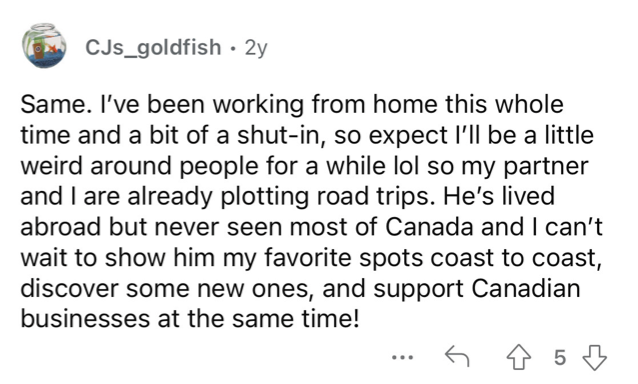 CJs_goldfish • 2y
Same. I’ve been working from home this whole
time and a bit of a shut-in, so expect I’ll be a little
weird around people for a while lol so my partner
and I are already plotting road trips. He’s lived
abroad but never seen most of Canada and I can’t
wait to show him my favorite spots coast to coast,
discover some new ones, and support Canadian
businesses at the same time!
... 5